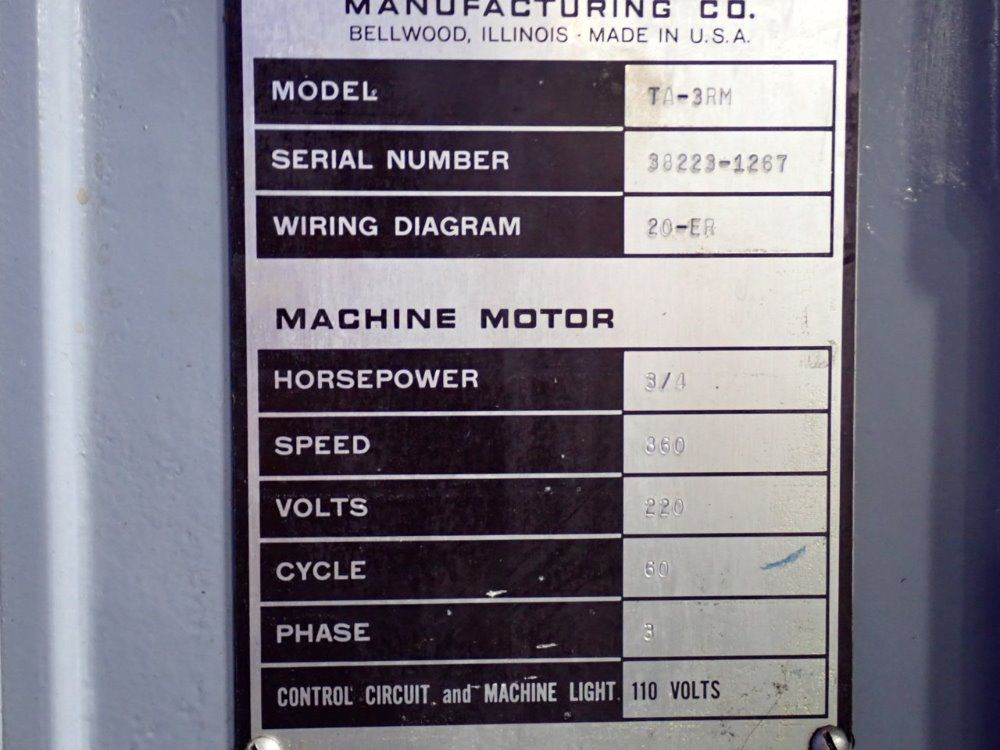 MANUFACTURING CO.
BELLWOOD, ILLINOIS · MADE IN U.S.A.
MODEL TA-3RM
SERIAL NUMBER 38223-1267
WIRING DIAGRAM 20-ER
MACHINE MOTOR
HORSEPOWER 3/4
SPEED 360
VOLTS 220
CYCLE 60
PHASE 3
CONTROL CIRCUIT and MACHINE LIGHT 110 VOLTS